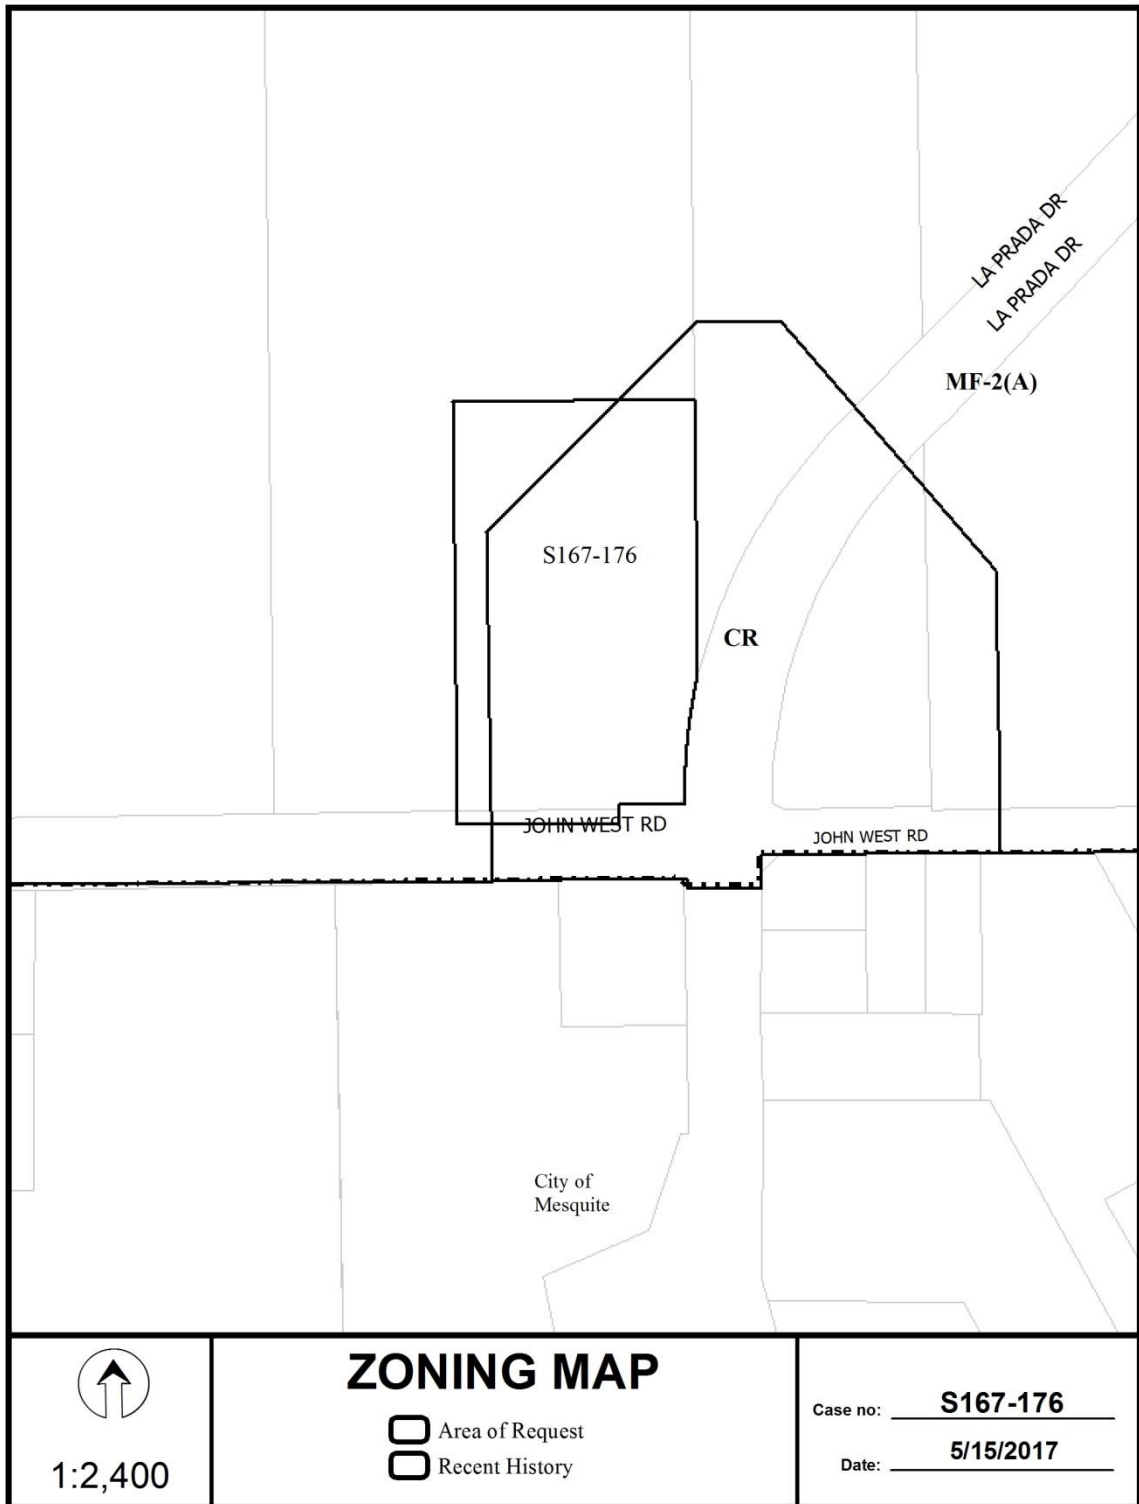 LA PRADA DR
LA PRADA DR
MF-2(A)
S167-176
CR
JOHN WEST RD
JOHN WEST RD
City of
Mesquite
1:2,400
ZONING MAP
Area of Request
Recent History
Case no: S167-176
Date: 5/15/2017